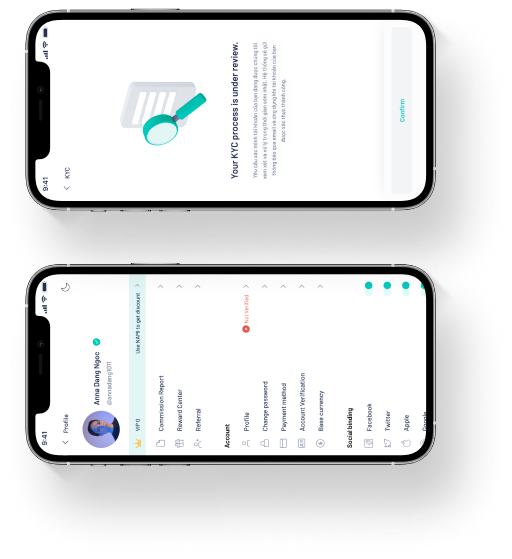 9:41
KYC
Your KYC process is under review.
Yêu cầu xác minh tài khoản của bạn đang được chúng tôi
xem xét và xử lý trong thời gian sớm nhất. Hệ thống sẽ gửi
thông báo qua email và ứng dụng khi tài khoản của bạn
được xác thực thành công.
Confirm
9:41
Profile
Anna Dang Ngoc
@annadang1011
VIP 0
Use NAPII to get discount
Commission Report
Reward Center
Referral
Account
Profile
Not Verified
Change password
Payment method
Account Verification
Base currency
Social binding
Facebook
Twitter
Apple
Google